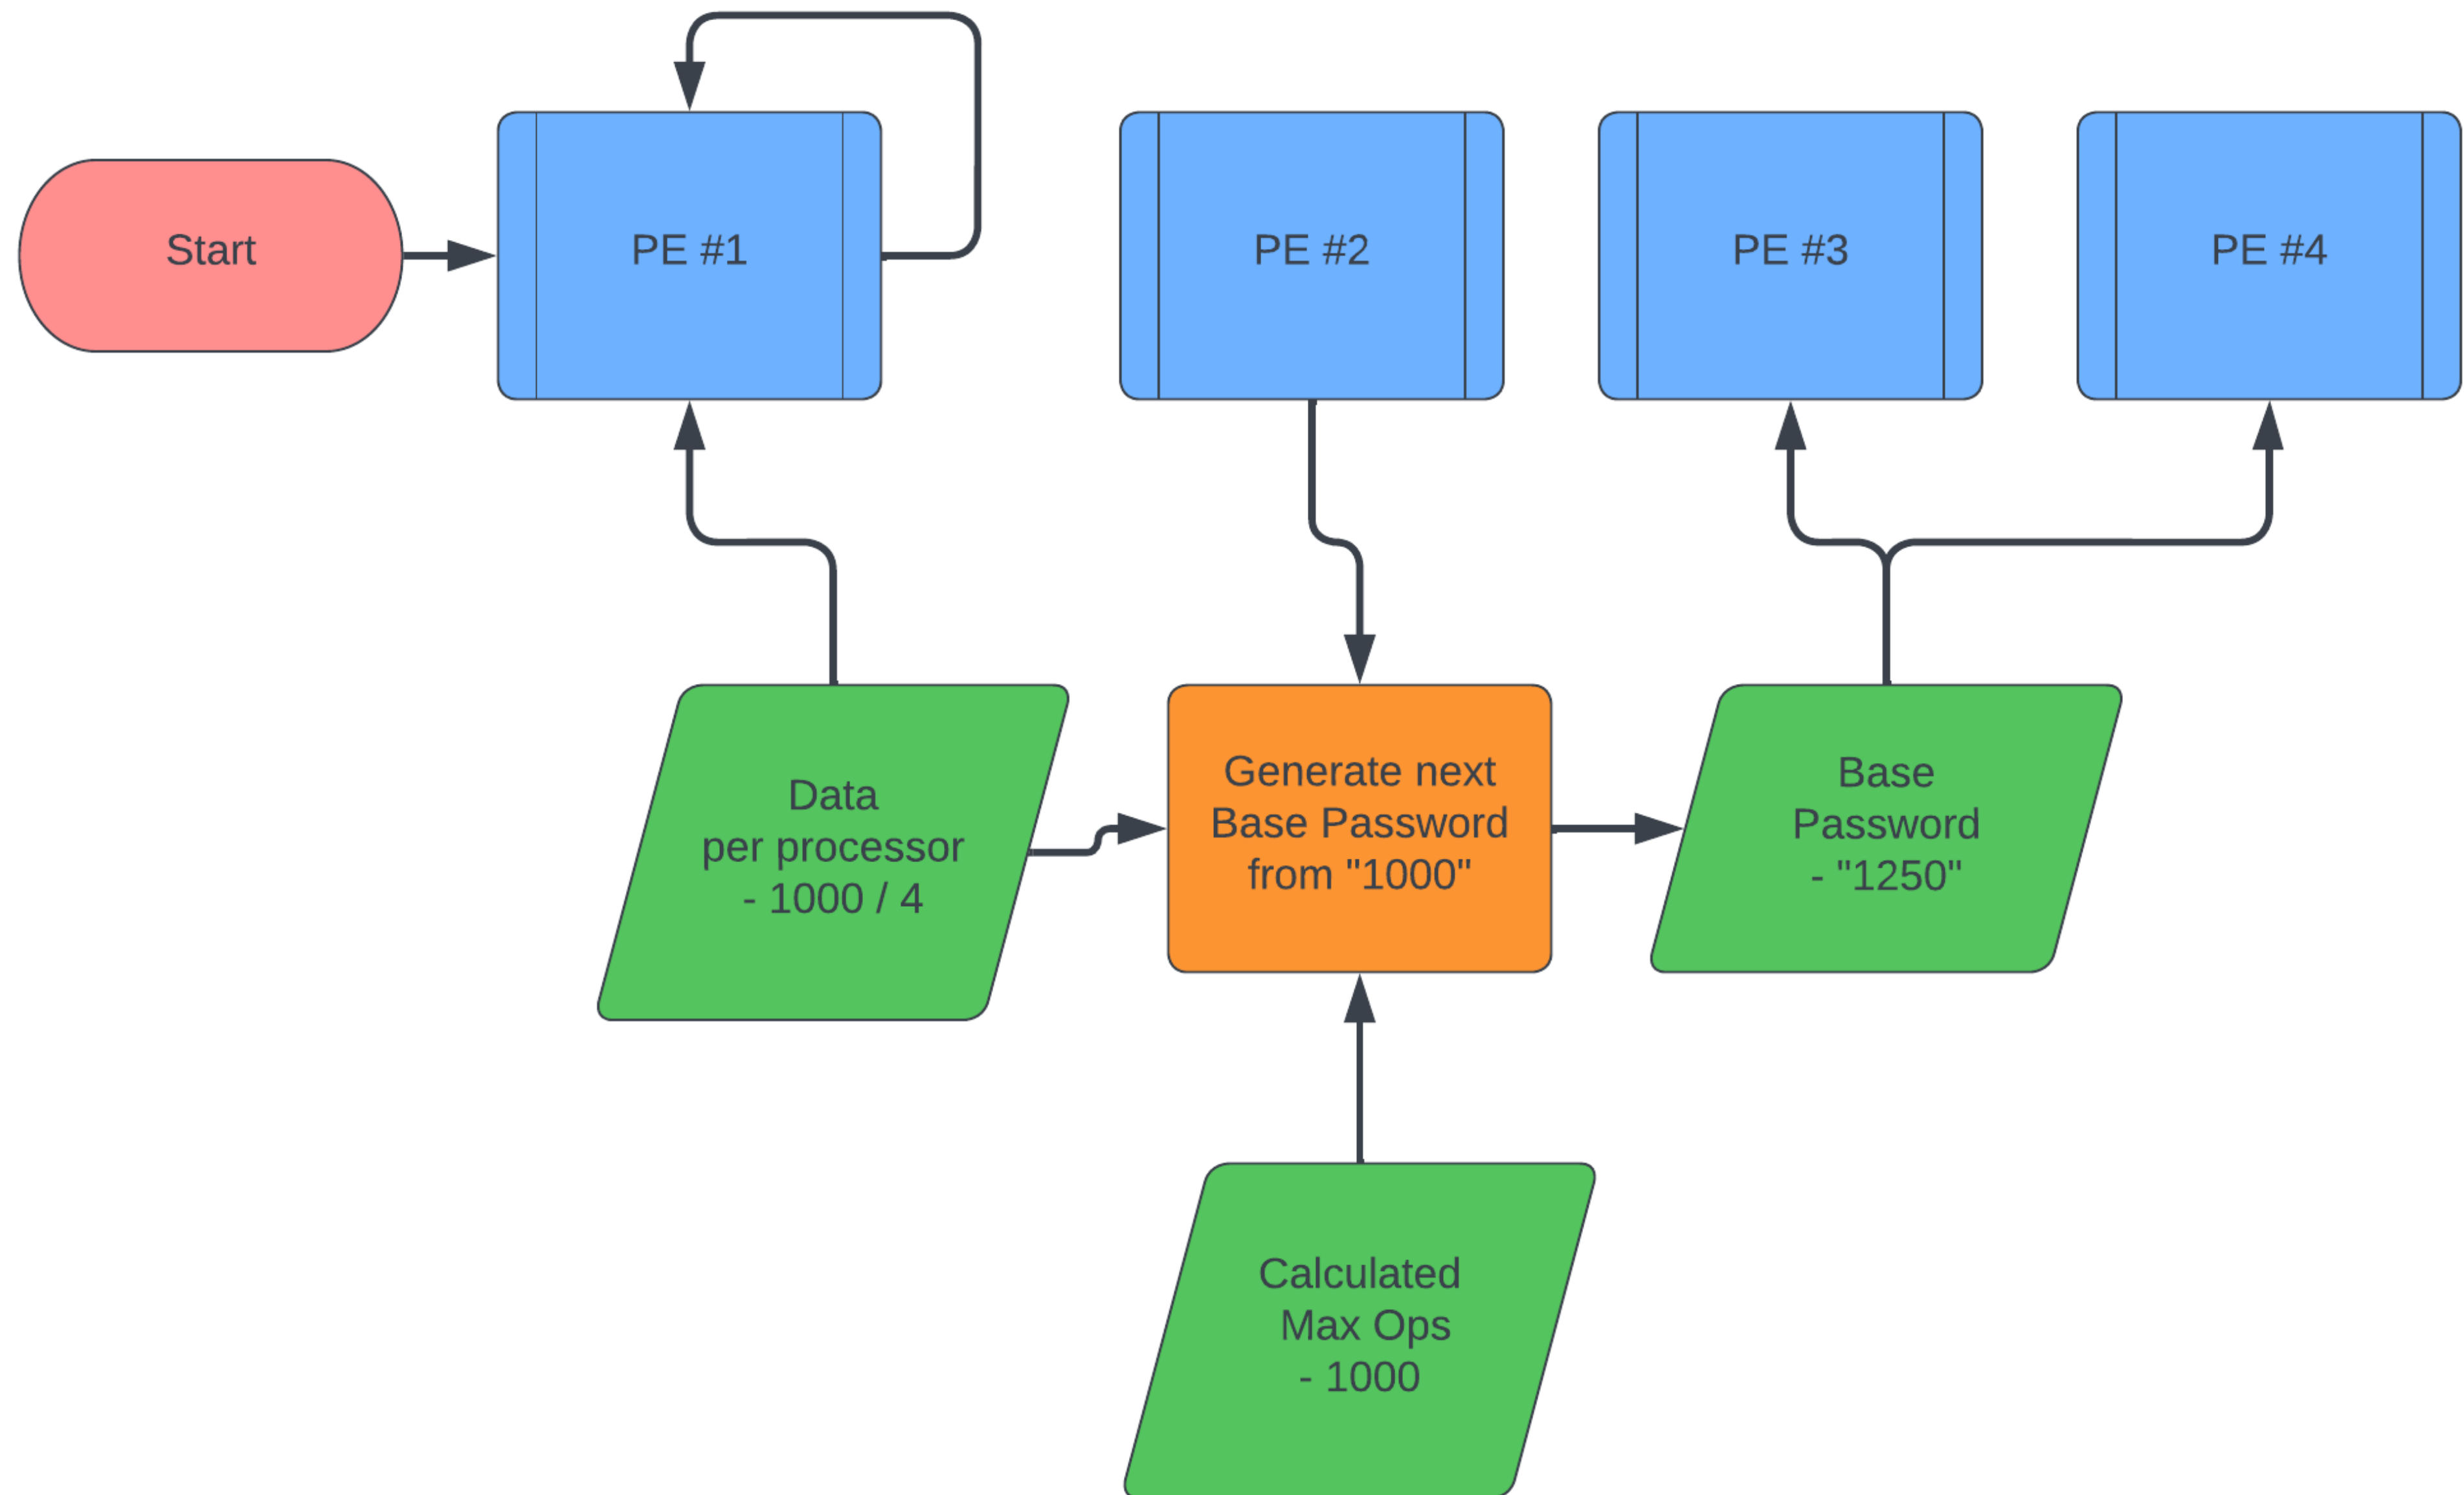 Start
PE #1
PE #2
PE #3
PE #4
Data
per processor
- 1000 / 4
Generate next
Base Password
from "1000"
Base
Password
- "1250"
Calculated
Max Ops
- 1000